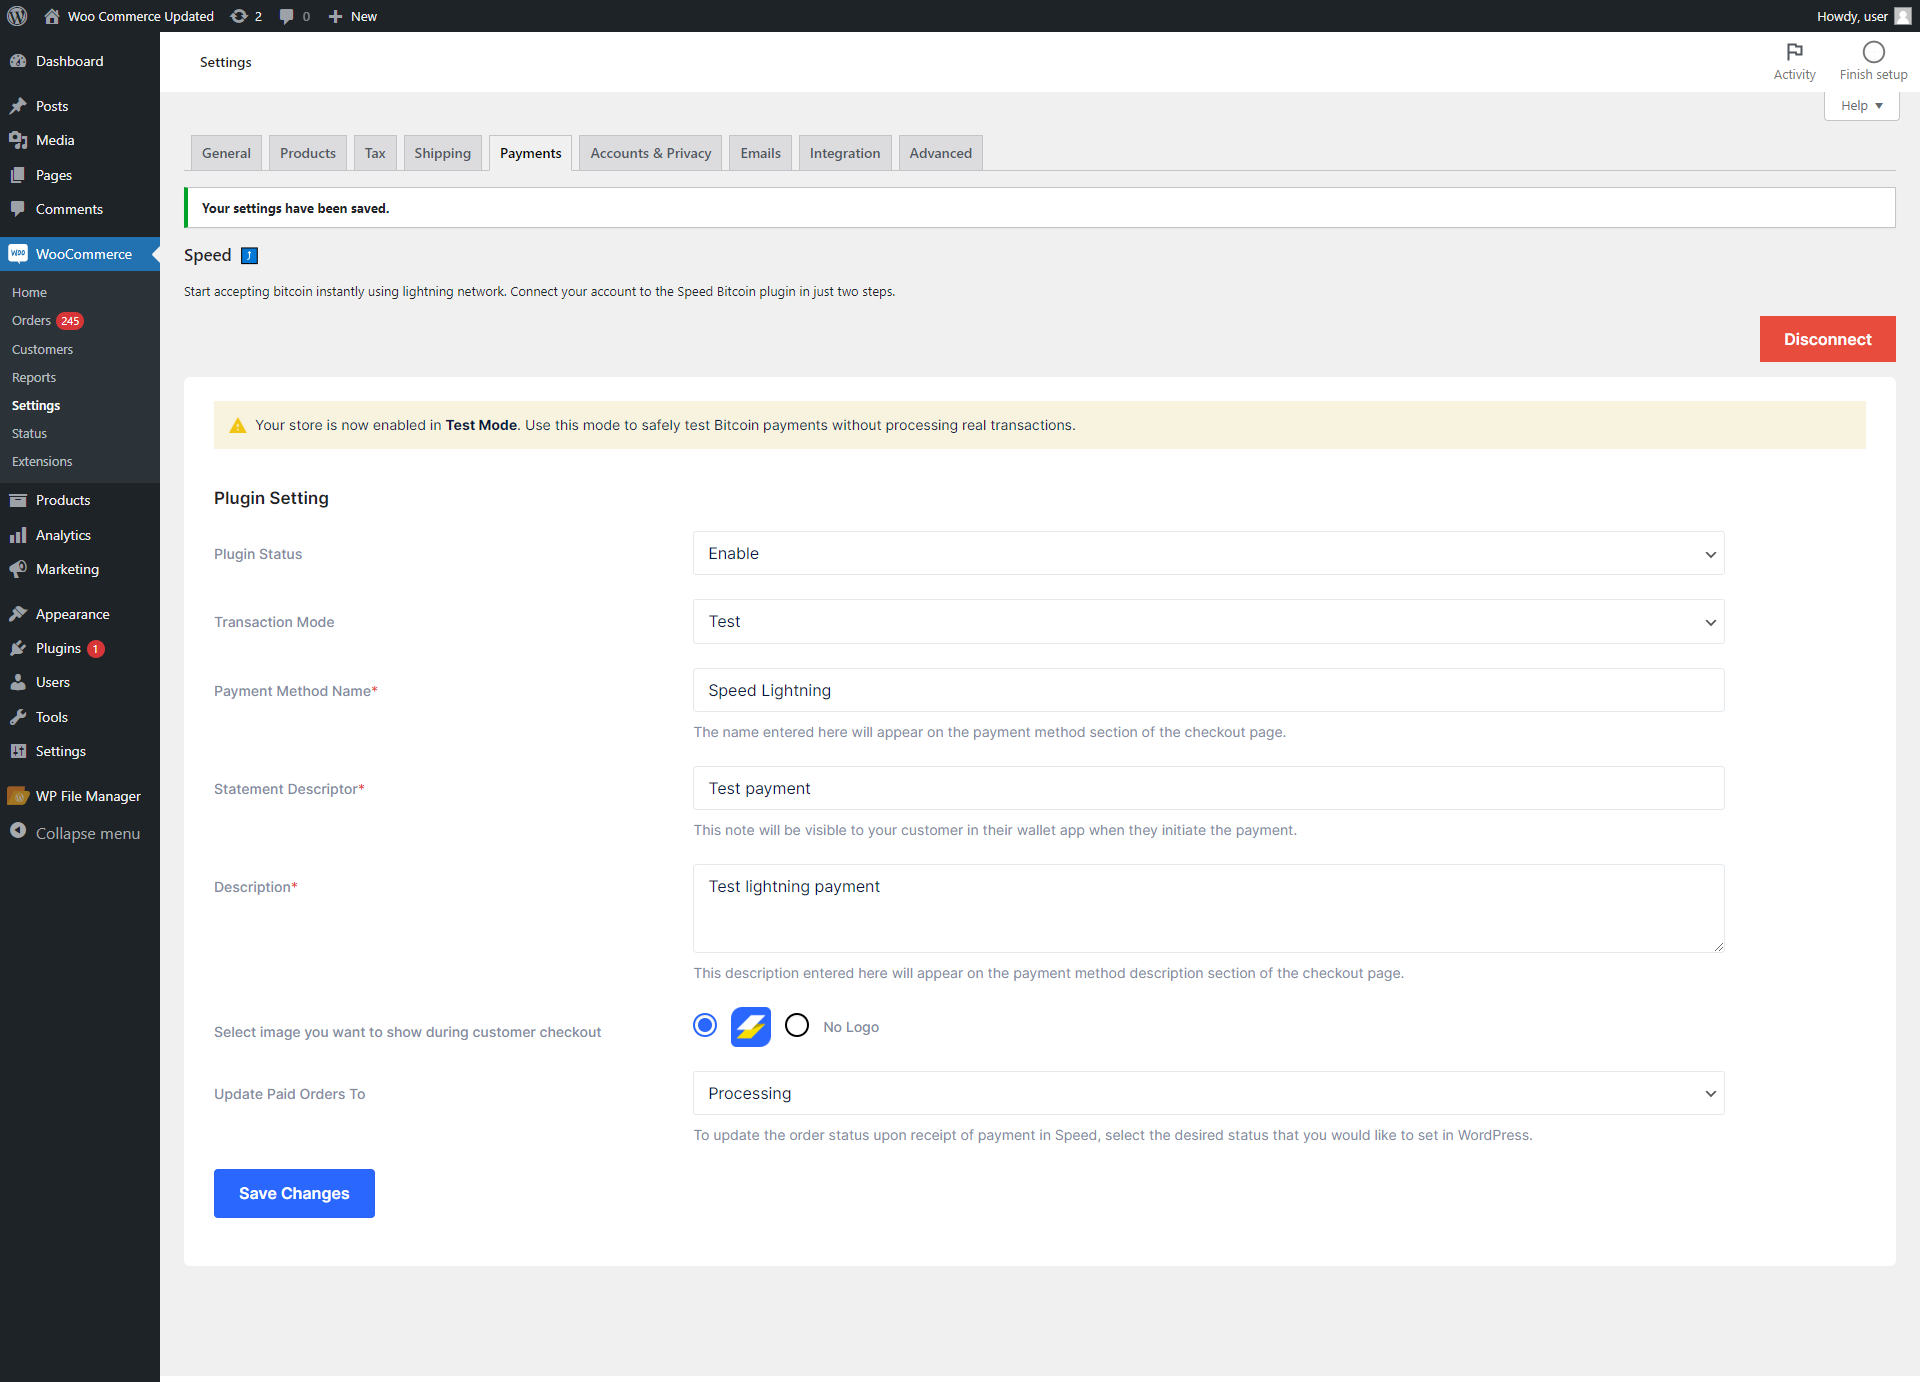 Woo Commerce Updated 2 0 New Howdy, user
Dashboard
Posts
Media
Pages
Comments
WooCommerce
Home
Orders 245
Customers
Reports
Settings
Status
Extensions
Products
Analytics
Marketing
Appearance
Plugins 1
Users
Tools
Settings
WP File Manager
Collapse menu
Settings
Activity
Finish setup
Help
General Products Tax Shipping Payments Accounts & Privacy Emails Integration Advanced
Your settings have been saved.
Speed
Start accepting bitcoin instantly using lightning network. Connect your account to the Speed Bitcoin plugin in just two steps.
Disconnect
Your store is now enabled in Test Mode. Use this mode to safely test Bitcoin payments without processing real transactions.
Plugin Setting
Plugin Status Enable
Transaction Mode Test
Payment Method Name* Speed Lightning
The name entered here will appear on the payment method section of the checkout page.
Statement Descriptor* Test payment
This note will be visible to your customer in their wallet app when they initiate the payment.
Description* Test lightning payment
This description entered here will appear on the payment method description section of the checkout page.
Select image you want to show during customer checkout No Logo
Update Paid Orders To Processing
To update the order status upon receipt of payment in Speed, select the desired status that you would like to set in WordPress.
Save Changes